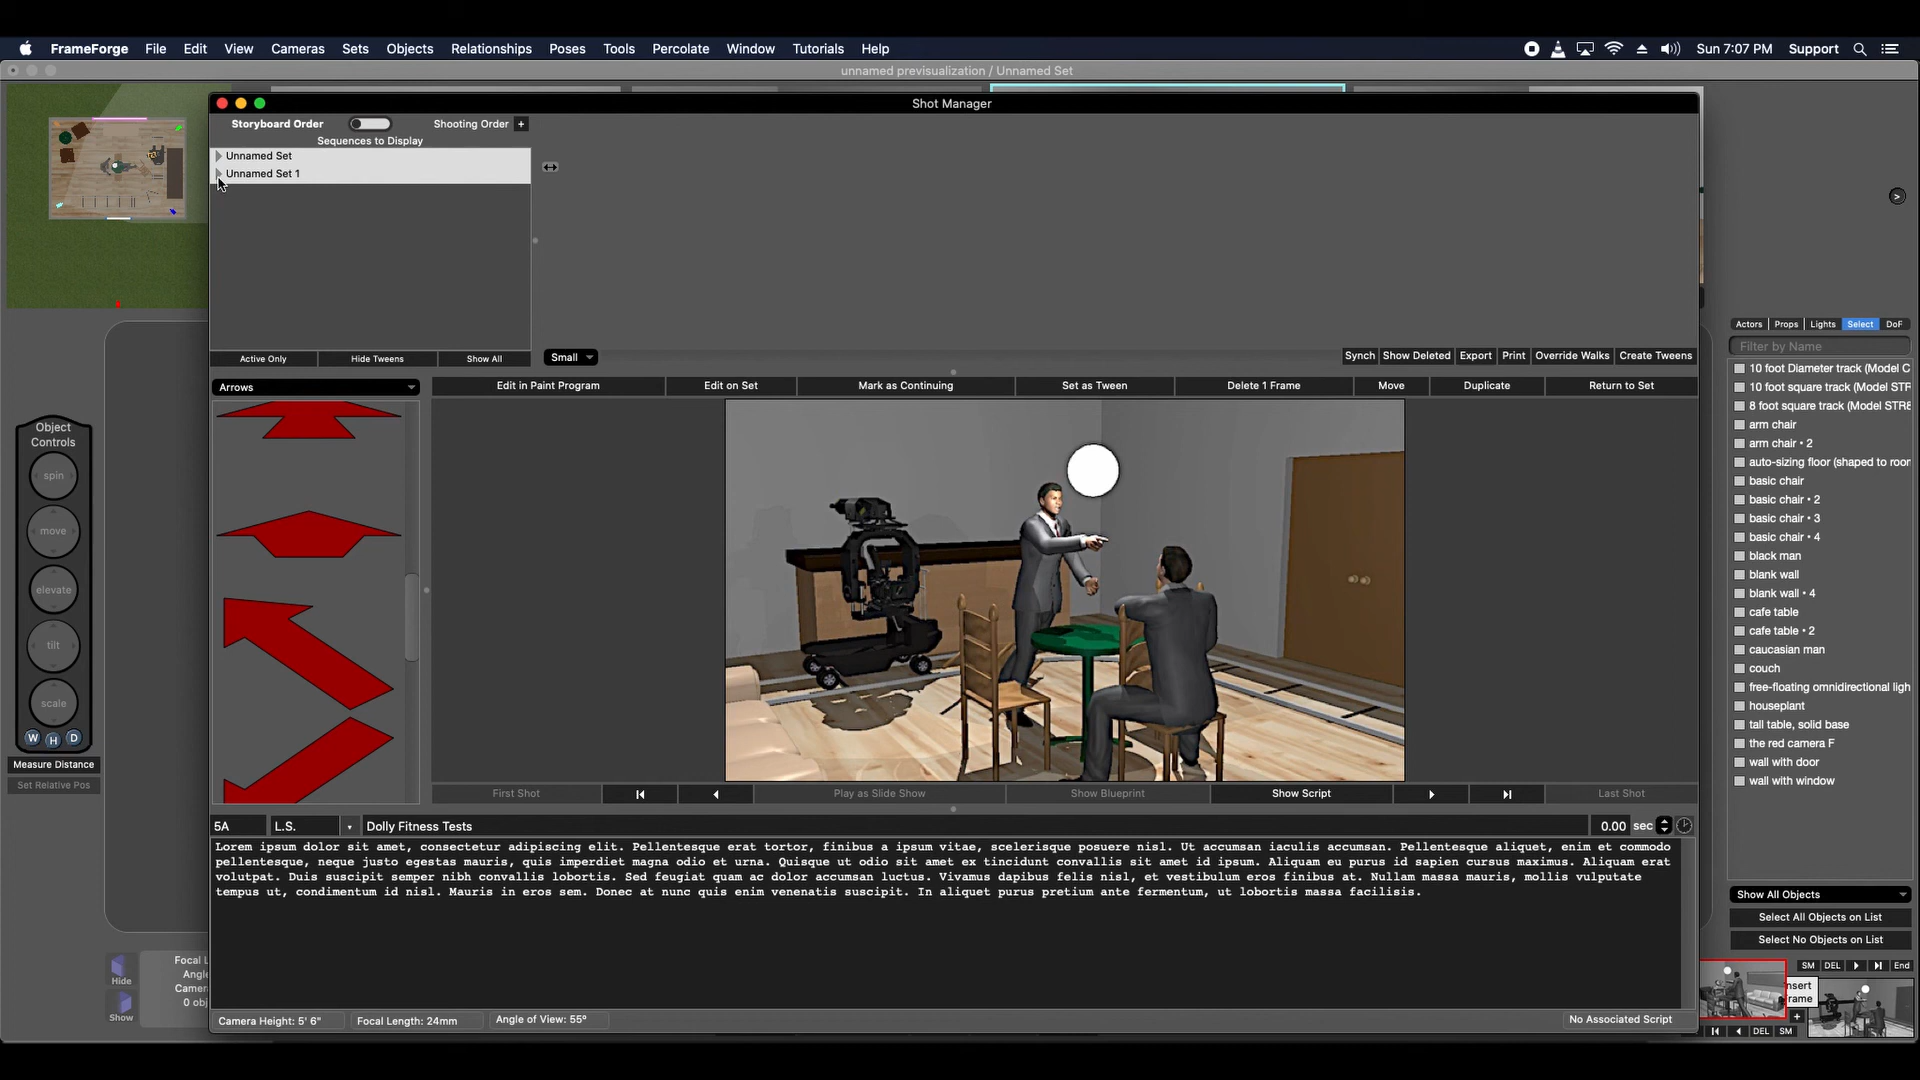 FrameForge File Edit View Cameras Sets Objects Relationships Poses Tools Percolate Window Tutorials Help Sun 7:07 PM Support
unnamed previsualization / Unnamed Set
Shot Manager
Storyboard Order Shooting Order +
Sequences to Display
Unnamed Set
Unnamed Set 1
Active Only Hide Tweens Show All
Small Synch Show Deleted Export Print Override Walks Create Tweens
Arrows
Edit in Paint Program Edit on Set Mark as Continuing Set as Tween Delete 1 Frame Move Duplicate Return to Set
First Shot Play as Slide Show Show Blueprint Show Script Last Shot
5A L.S. Dolly Fitness Tests 0.00 sec
Lorem ipsum dolor sit amet, consectetur adipiscing elit. Pellentesque erat tortor, finibus a ipsum vitae, scelerisque posuere nisl. Ut accumsan iaculis accumsan. Pellentesque aliquet, enim et commodo
pellentesque, neque justo egestas mauris, quis imperdiet magna odio et urna. Quisque ut odio sit amet ex tincidunt convallis sit amet id ipsum. Aliquam eu purus id sapien cursus maximus. Aliquam erat
volutpat. Duis suscipit semper nibh convallis lobortis. Sed feugiat quam ac dolor accumsan luctus. Vivamus dapibus felis nisl, et vestibulum eros finibus at. Nullam massa mauris, mollis vulputate
tempus ut, condimentum id nisl. Mauris in eros sem. Donec at nunc quis enim venenatis suscipit. In aliquet purus pretium ante fermentum, ut lobortis massa facilisis.
Camera Height: 5' 6" Focal Length: 24mm Angle of View: 55º No Associated Script
Object
Controls
spin
move
elevate
tilt
scale
W H D
Measure Distance
Set Relative Pos
Hide
Show
Focal L
Angle
Camer
0 obj
>
Actors Props Lights Select DoF
Filter by Name
10 foot Diameter track (Model C
10 foot square track (Model STR
8 foot square track (Model STR8
arm chair
arm chair • 2
auto-sizing floor (shaped to roor
basic chair
basic chair • 2
basic chair • 3
basic chair • 4
black man
blank wall
blank wall • 4
cafe table
cafe table • 2
caucasian man
couch
free-floating omnidirectional ligh
houseplant
tall table, solid base
the red camera F
wall with door
wall with window
Show All Objects
Select All Objects on List
Select No Objects on List
SM DEL End
nsert
rame
+
DEL SM